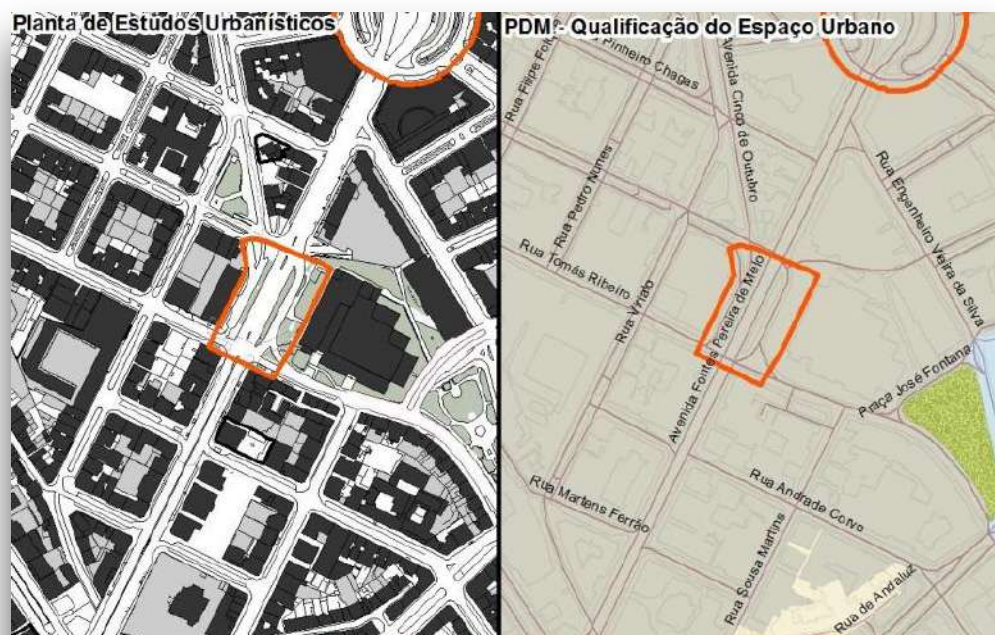 Planta de Estudos Urbanísticos
PDM - Qualificação do Espaço Urbano
Rua Filipe Fol
Pinheiro Chagas
Avenida Cinco de Outubro
Rua Pedro Nunes
Rua Engenheiro Vieira da Silva
Rua Tomás Ribeiro
Rua Viriato
Avenida Fontes Pereira de Melo
Praça José Fontana
Rua Martens Ferrão
Rua Andrade Corvo
Rua Sousa Martins
Rua de Andaluz